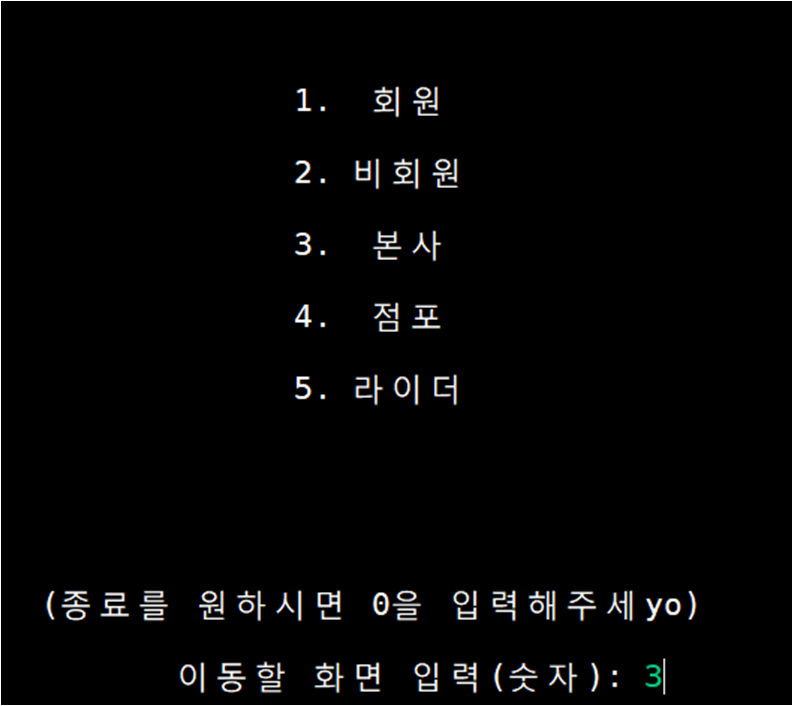 1. 회원
2. 비회원
3. 본사
4. 점포
5. 라이더
(종료를 원하시면 0을 입력해주세yo)
이동할 화면 입력(숫자): 3